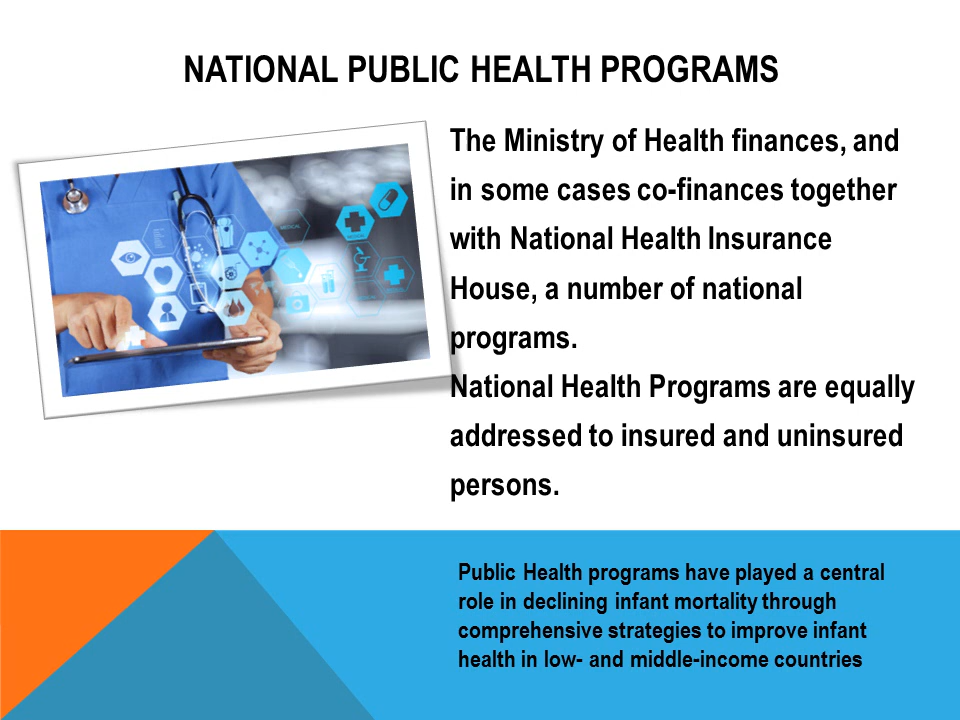 NATIONAL PUBLIC HEALTH PROGRAMS
The Ministry of Health finances, and
in some cases co-finances together
with National Health Insurance
House, a number of national
programs.
National Health Programs are equally
addressed to insured and uninsured
persons.
Public Health programs have played a central
role in declining infant mortality through
comprehensive strategies to improve infant
health in low- and middle-income countries